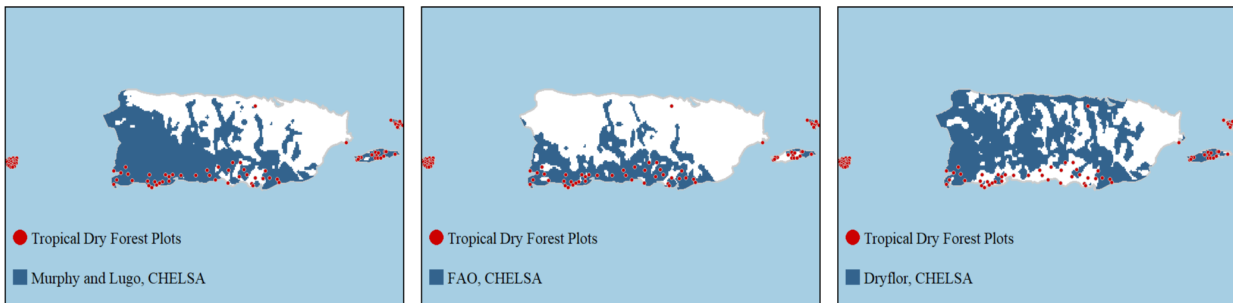 Tropical Dry Forest Plots
Murphy and Lugo, CHELSA
Tropical Dry Forest Plots
FAO, CHELSA
Tropical Dry Forest Plots
Dryflor, CHELSA